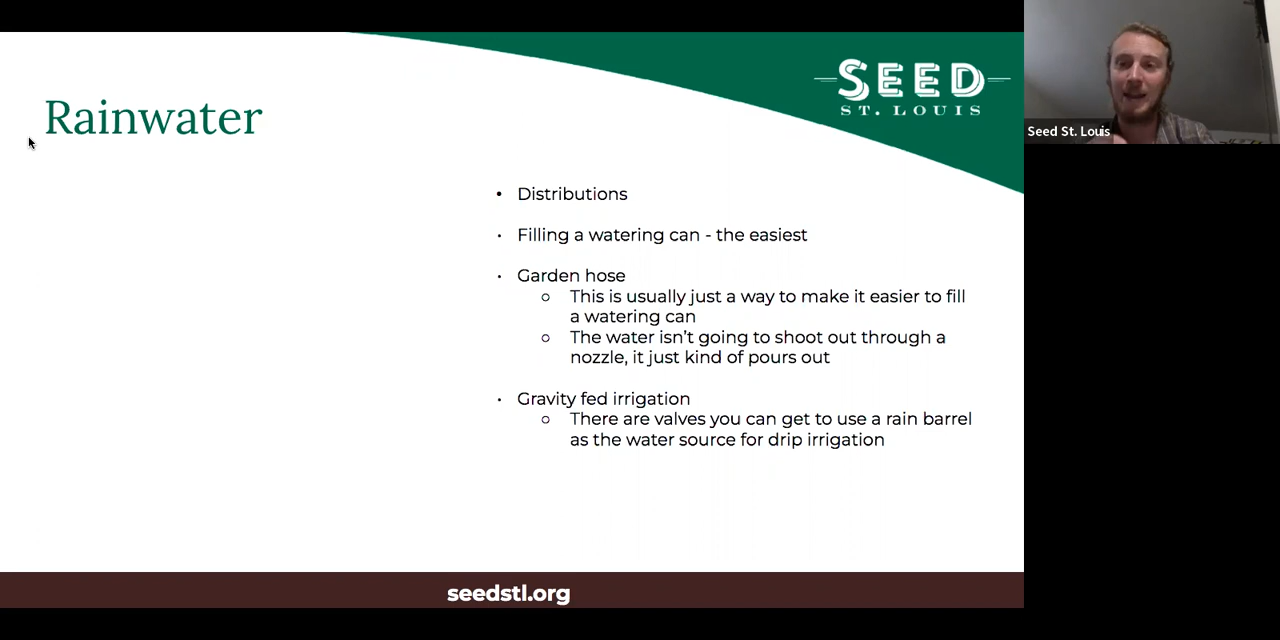 SEED
ST. LOUIS
Seed St. Louis
Rainwater
• Distributions
• Filling a watering can - the easiest
• Garden hose
○ This is usually just a way to make it easier to fill
a watering can
○ The water isn’t going to shoot out through a
nozzle, it just kind of pours out
• Gravity fed irrigation
○ There are valves you can get to use a rain barrel
as the water source for drip irrigation
seedstl.org